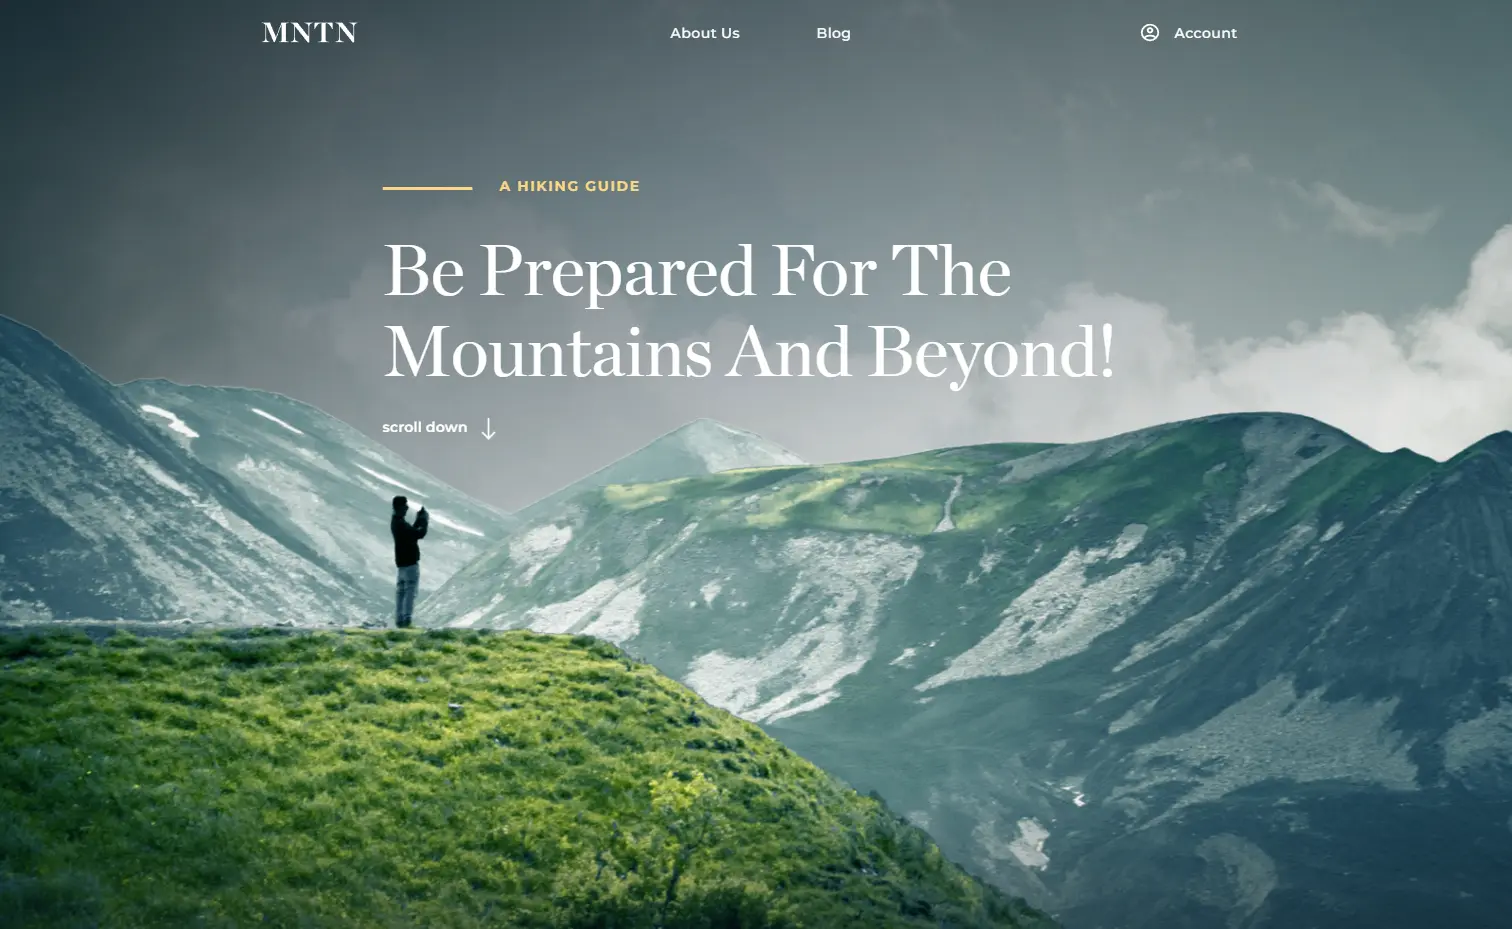 MNTN
About Us
Blog
Account
A HIKING GUIDE
Be Prepared For The
Mountains And Beyond!
scroll down